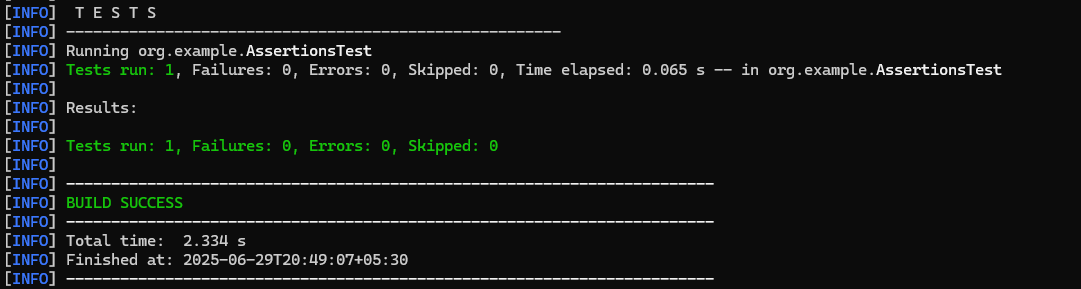 [INFO]  T E S T S
[INFO] -------------------------------------------------------
[INFO] Running org.example.AssertionsTest
[INFO] Tests run: 1, Failures: 0, Errors: 0, Skipped: 0, Time elapsed: 0.065 s -- in org.example.AssertionsTest
[INFO]
[INFO] Results:
[INFO]
[INFO] Tests run: 1, Failures: 0, Errors: 0, Skipped: 0
[INFO]
[INFO] ------------------------------------------------------------------------
[INFO] BUILD SUCCESS
[INFO] ------------------------------------------------------------------------
[INFO] Total time:  2.334 s
[INFO] Finished at: 2025-06-29T20:49:07+05:30
[INFO] ------------------------------------------------------------------------